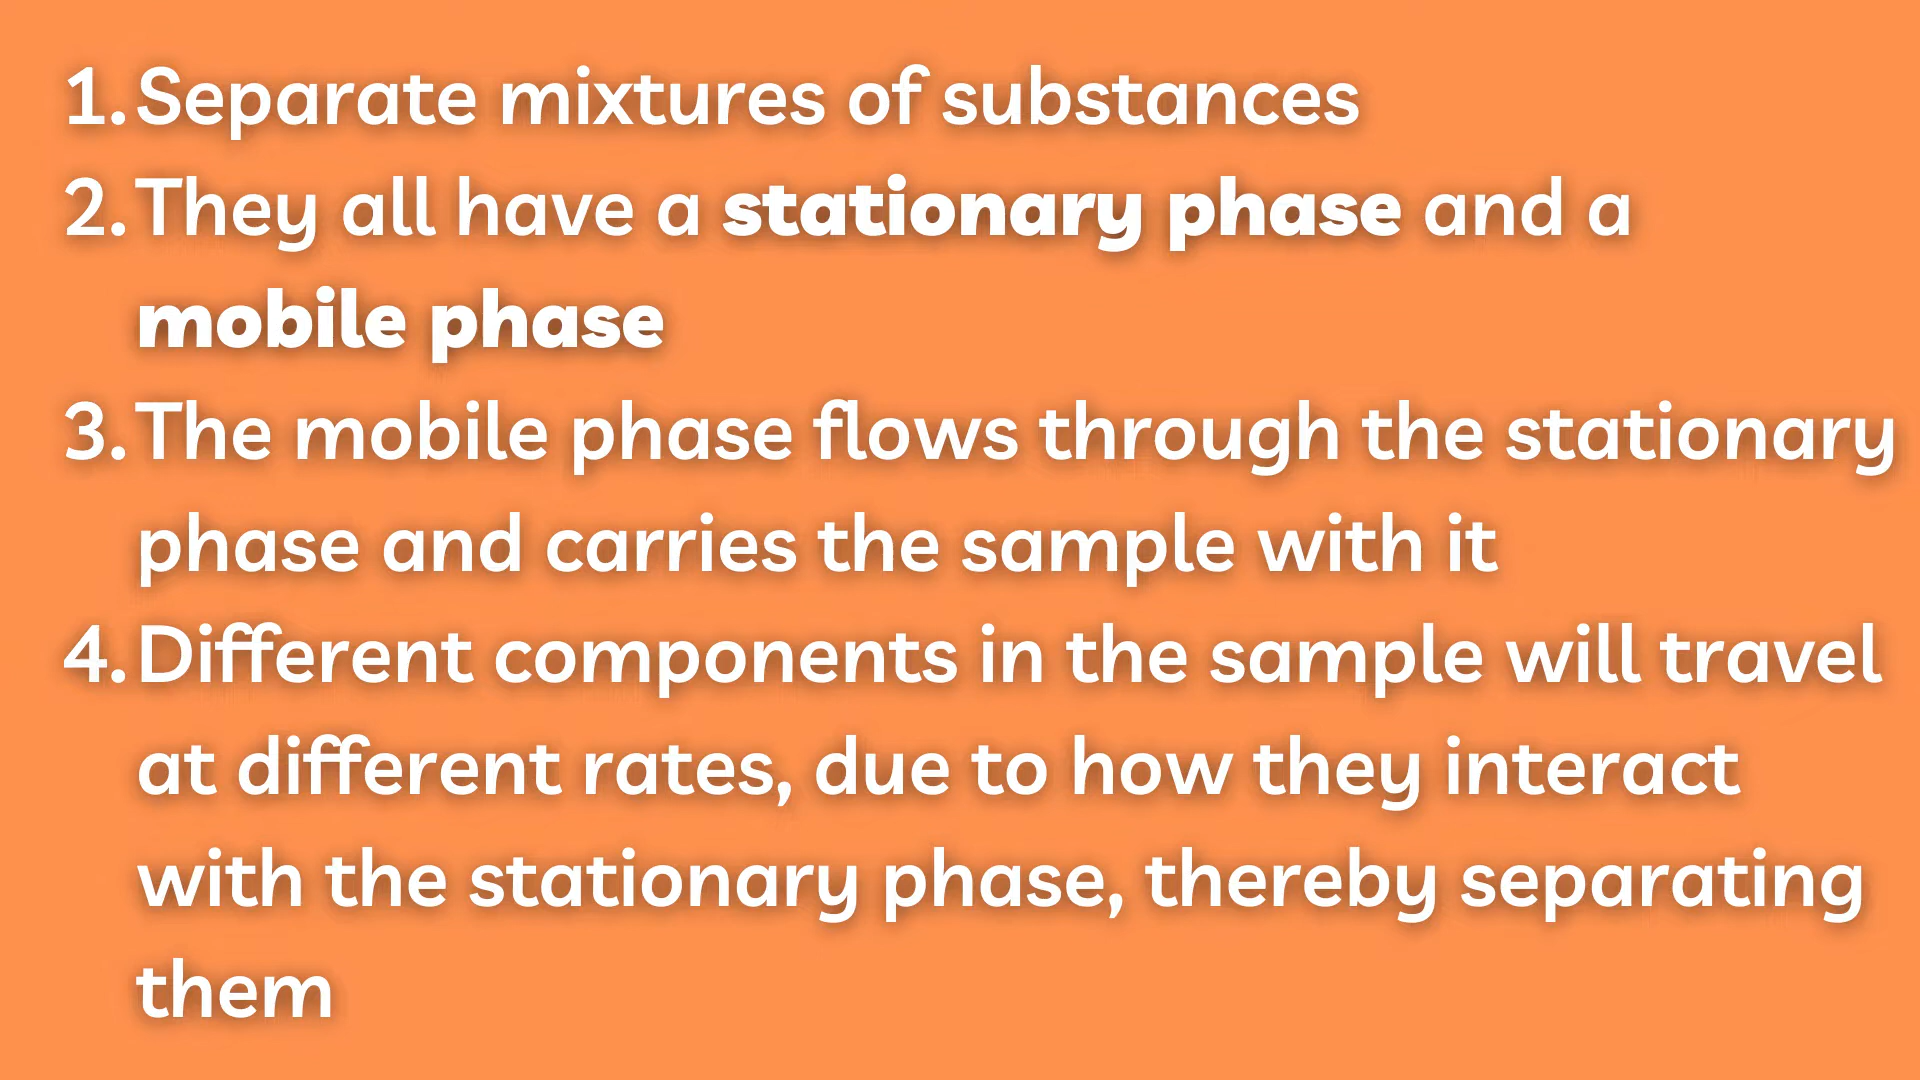 1. Separate mixtures of substances
2. They all have a stationary phase and a
mobile phase
3. The mobile phase flows through the stationary
phase and carries the sample with it
4. Different components in the sample will travel
at different rates, due to how they interact
with the stationary phase, thereby separating
them